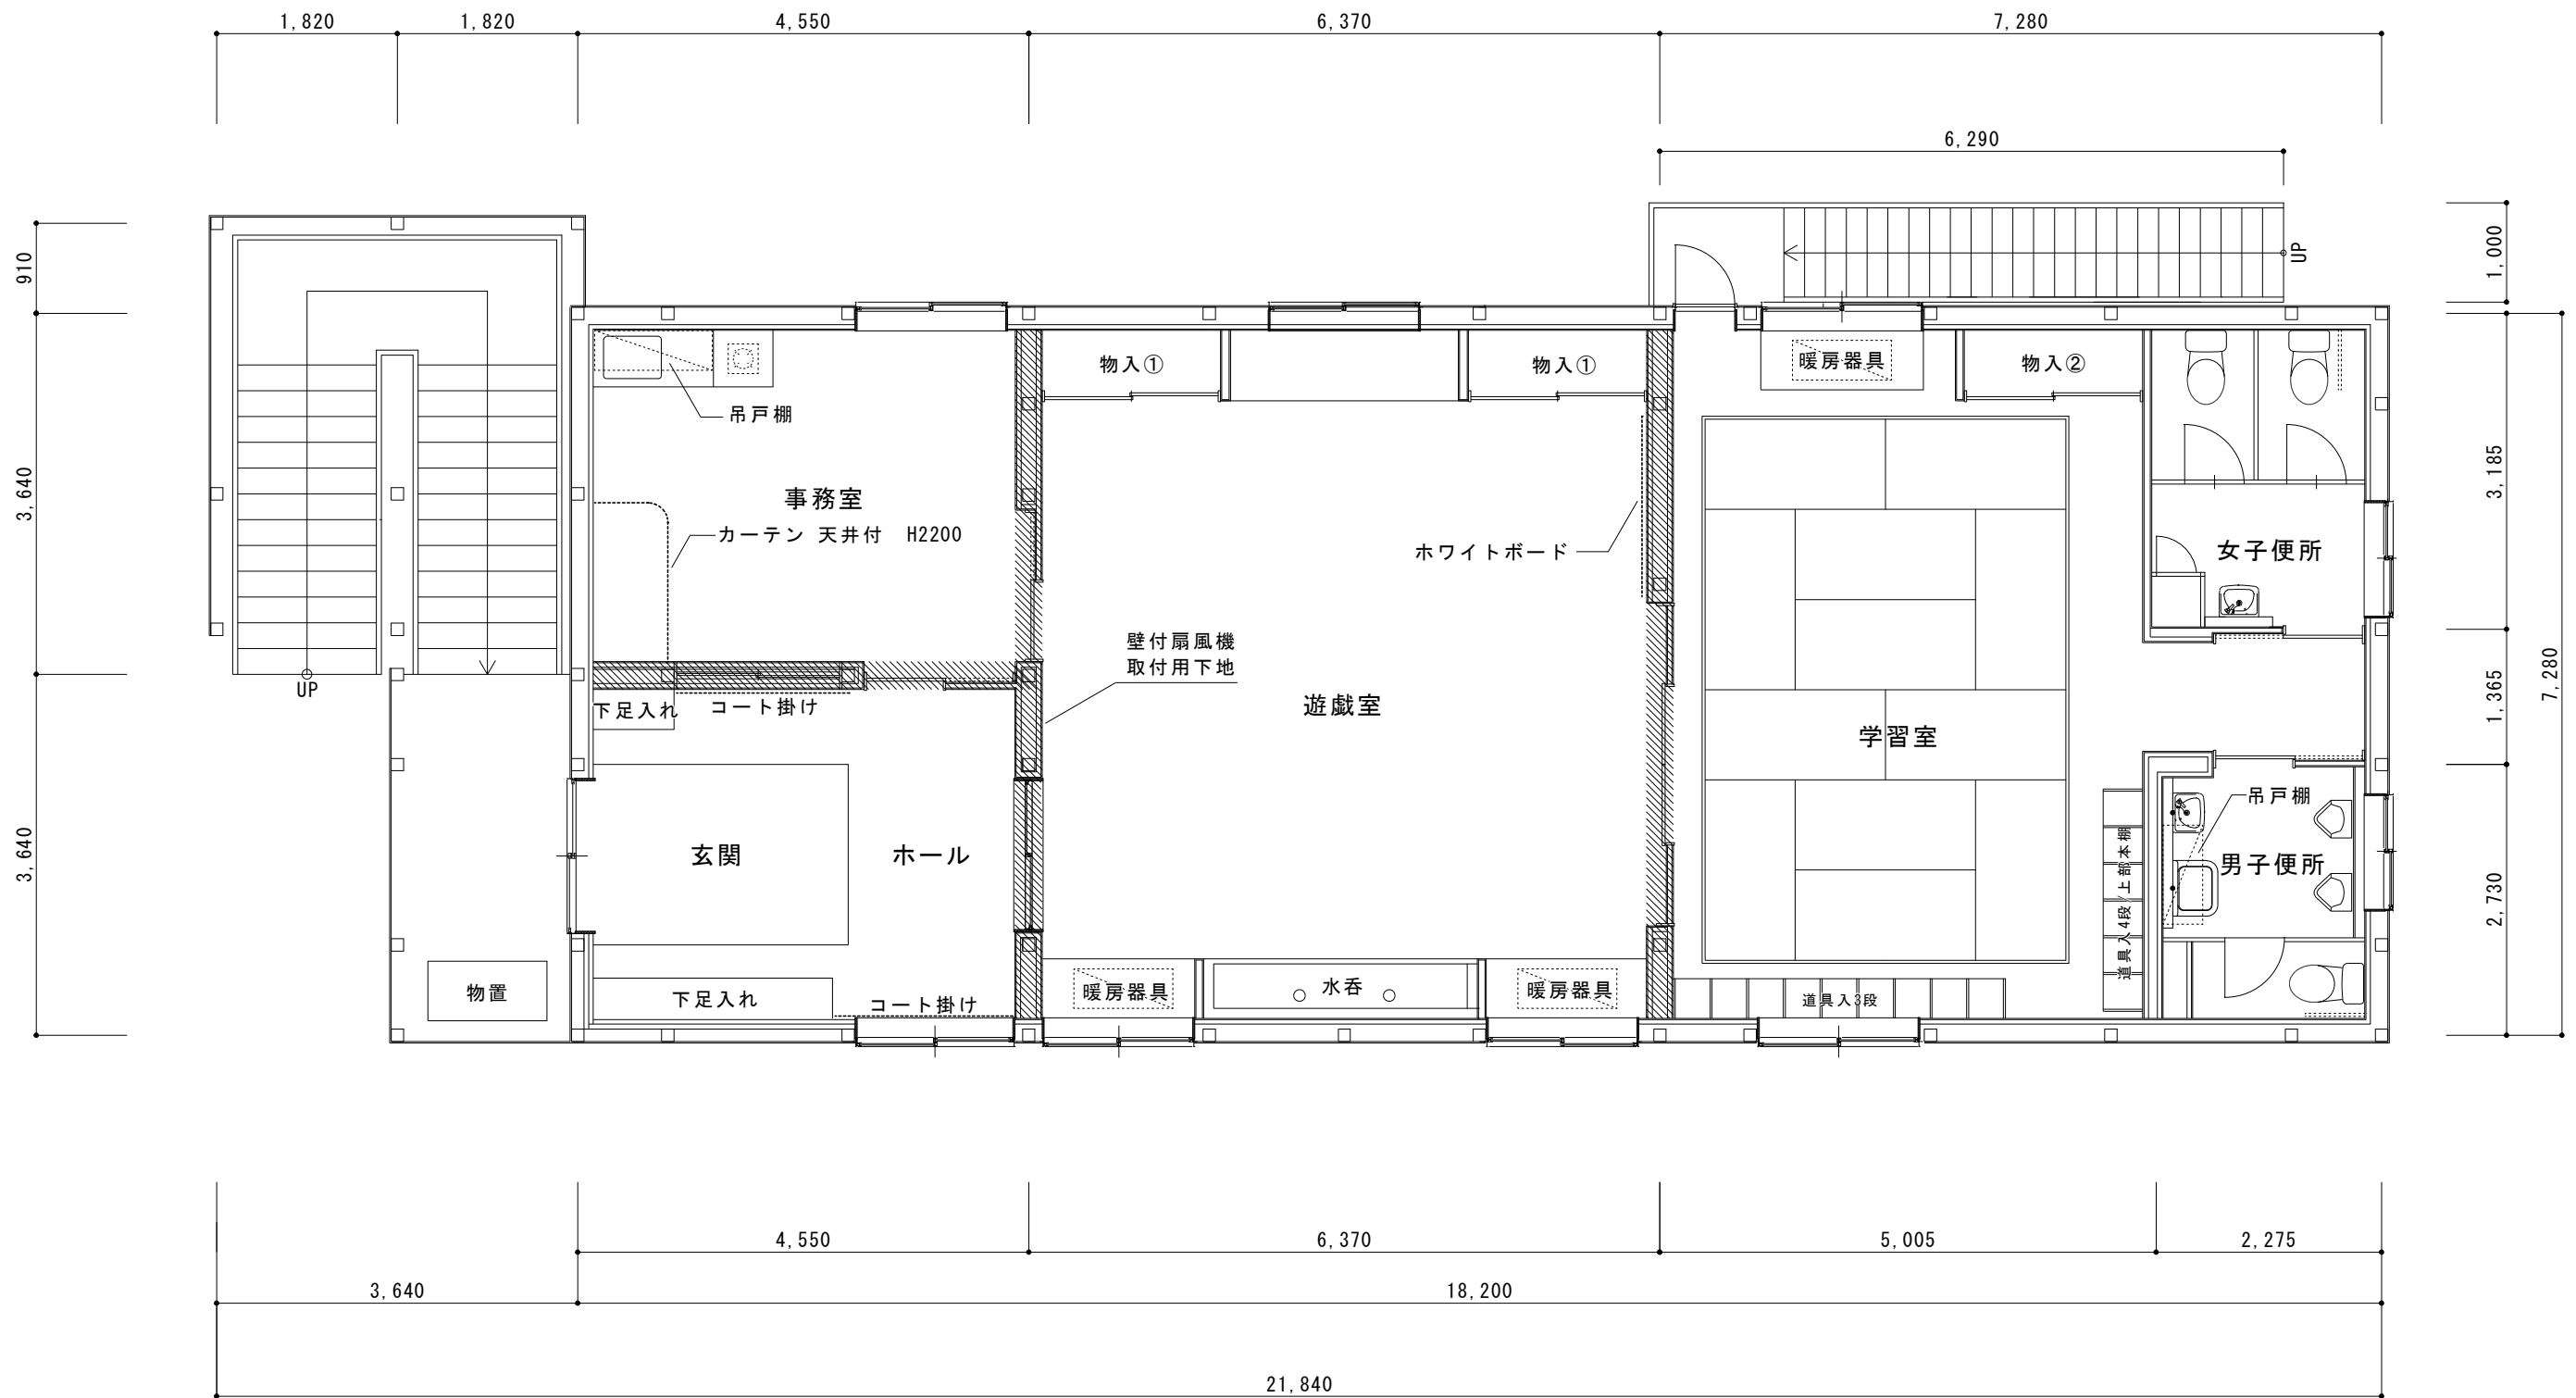 1,820
1,820
4,550
6,370
7,280
6,290
910
3,640
3,640
1,000
3,185
1,365
2,730
7,280
UP
UP
物入①
物入①
暖房器具
物入②
吊戸棚
事務室
カーテン 天井付 H2200
ホワイトボード
女子便所
壁付扇風機
取付用下地
下足入れ
コート掛け
遊戯室
学習室
吊戸棚
玄関
ホール
男子便所
道具入4段/上部本棚
物置
下足入れ
コート掛け
暖房器具
水呑
暖房器具
道具入3段
4,550
6,370
5,005
2,275
3,640
18,200
21,840